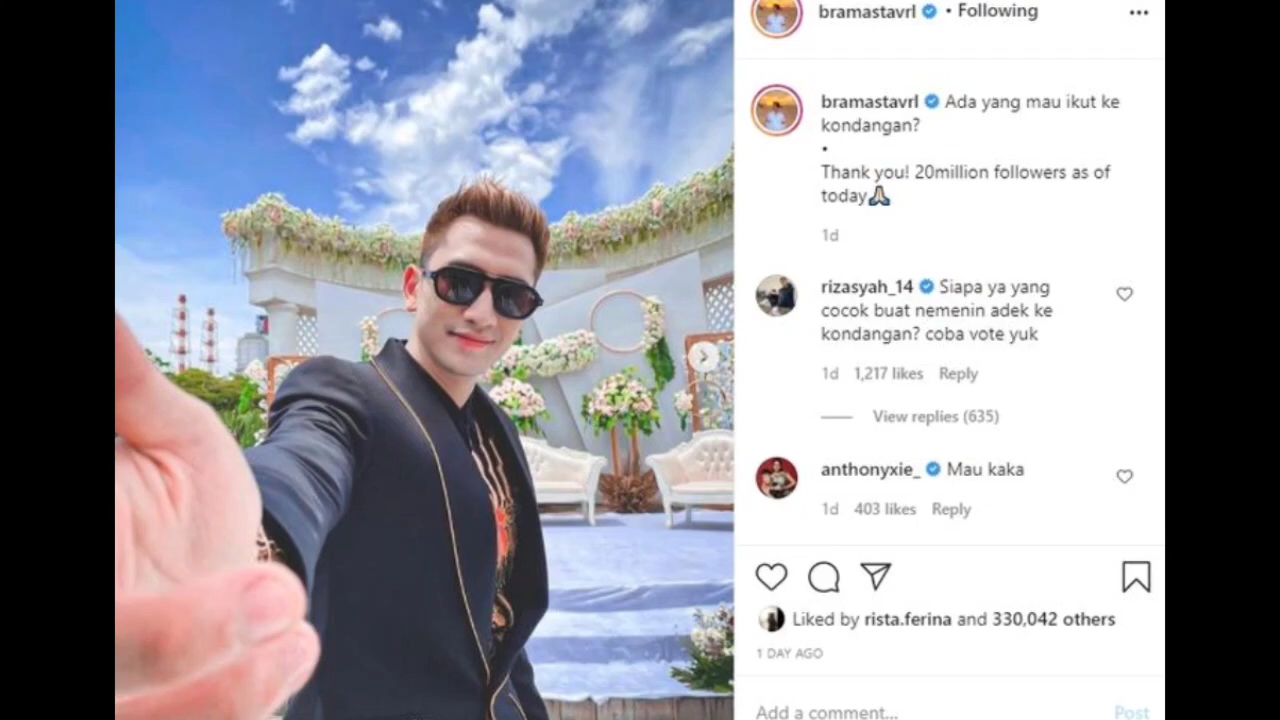 bramastavrl • Following
bramastavrl Ada yang mau ikut ke
kondangan?
•
Thank you! 20million followers as of
today🙏🏻
1d
rizasyah_14 Siapa ya yang
cocok buat nemenin adek ke
kondangan? coba vote yuk
1d 1,217 likes Reply
View replies (635)
anthonyxie_ Mau kaka
1d 403 likes Reply
Liked by rista.ferina and 330,042 others
1 DAY AGO
Add a comment... Post